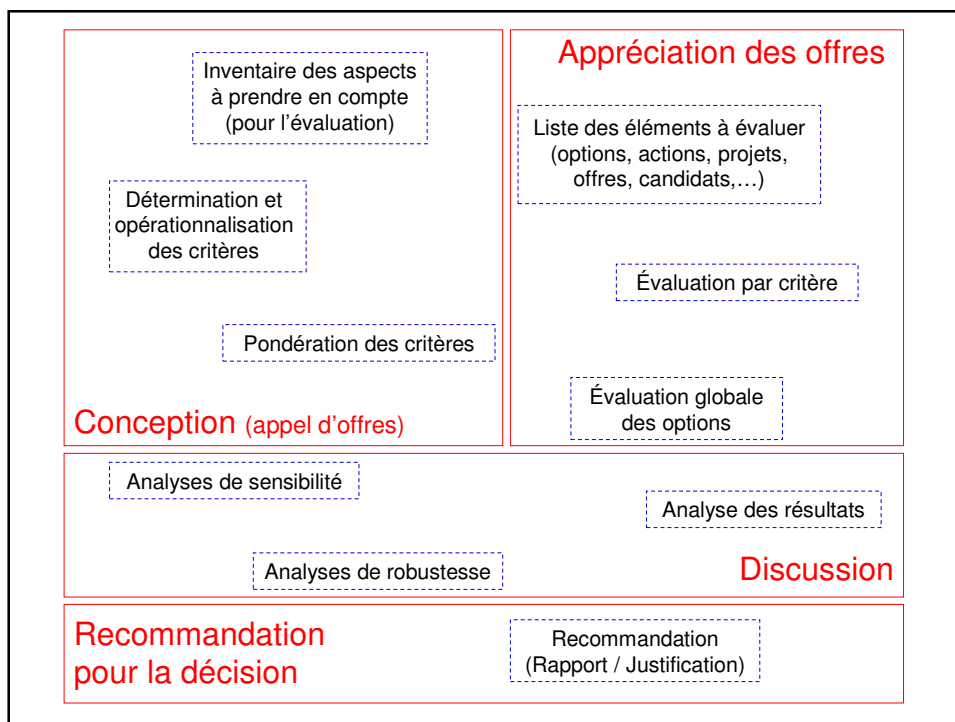 Inventaire des aspects
à prendre en compte
(pour l'évaluation)
Détermination et
opérationnalisation
des critères
Pondération des critères
Conception (appel d'offres)
Appréciation des offres
Liste des éléments à évaluer
(options, actions, projets,
offres, candidats,…)
Évaluation par critère
Évaluation globale
des options
Analyses de sensibilité
Analyse des résultats
Analyses de robustesse
Discussion
Recommandation
pour la décision
Recommandation
(Rapport / Justification)